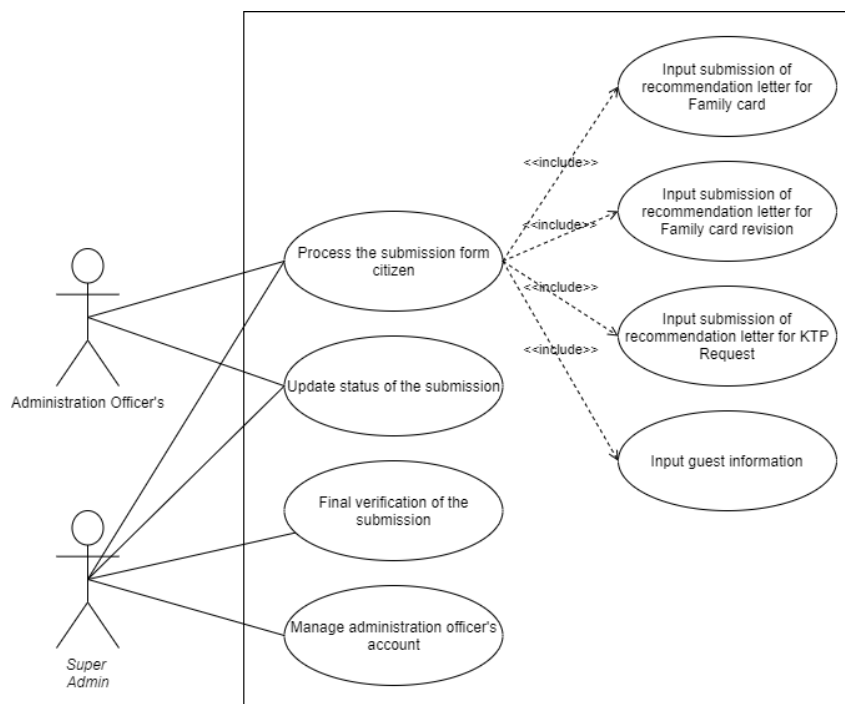 Input submission of
recommendation letter for
Family card
<<include>>
Input submission of
recommendation letter for
Family card revision
<<include>>
Process the submission form
citizen
<<include>>
Input submission of
recommendation letter for KTP
Request
<<include>>
Administration Officer's
Update status of the submission
Input guest information
Final verification of the
submission
Manage administration officer's
account
Super
Admin